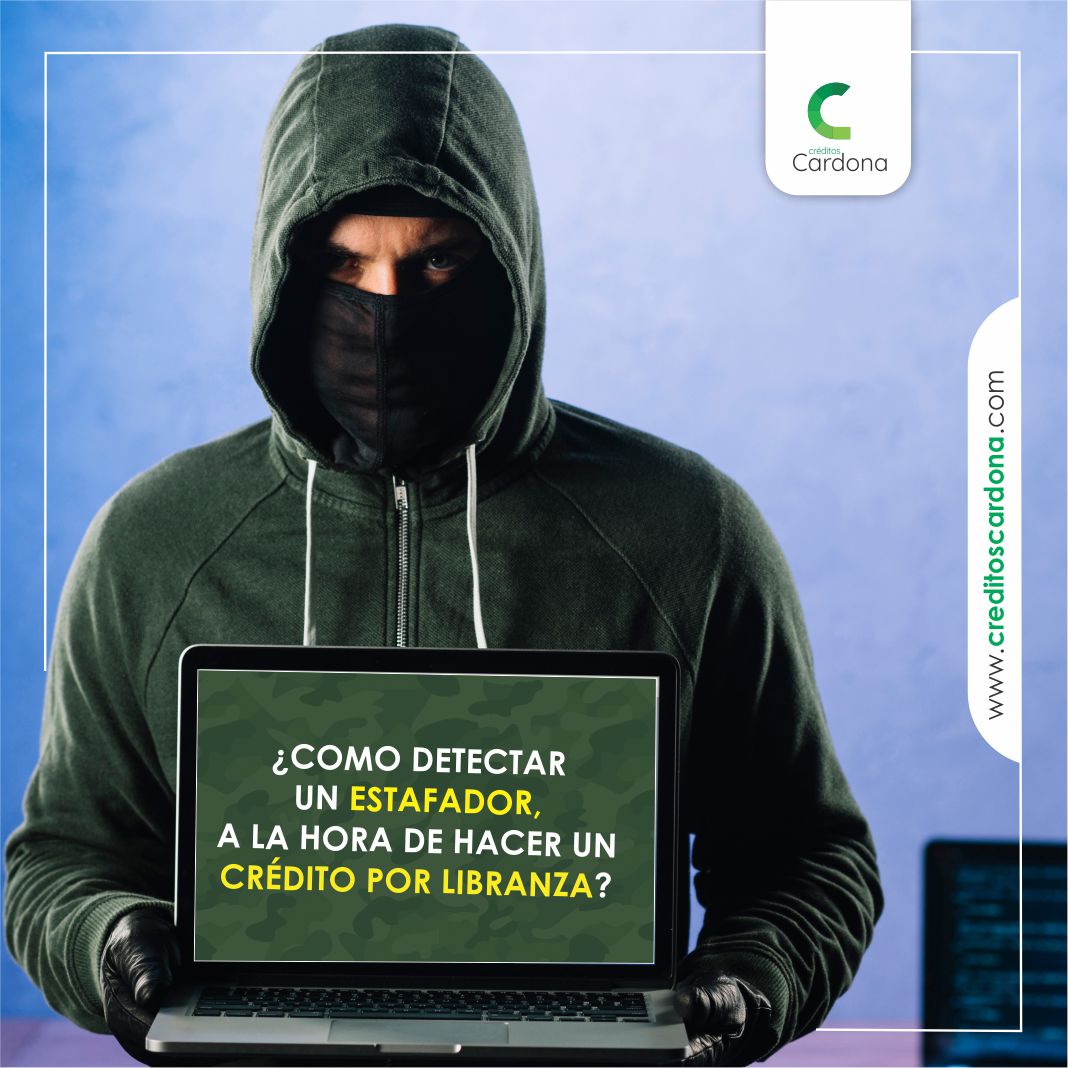 créditos
Cardona
www.creditoscardona.com
¿COMO DETECTAR
UN ESTAFADOR,
A LA HORA DE HACER UN
CRÉDITO POR LIBRANZA?